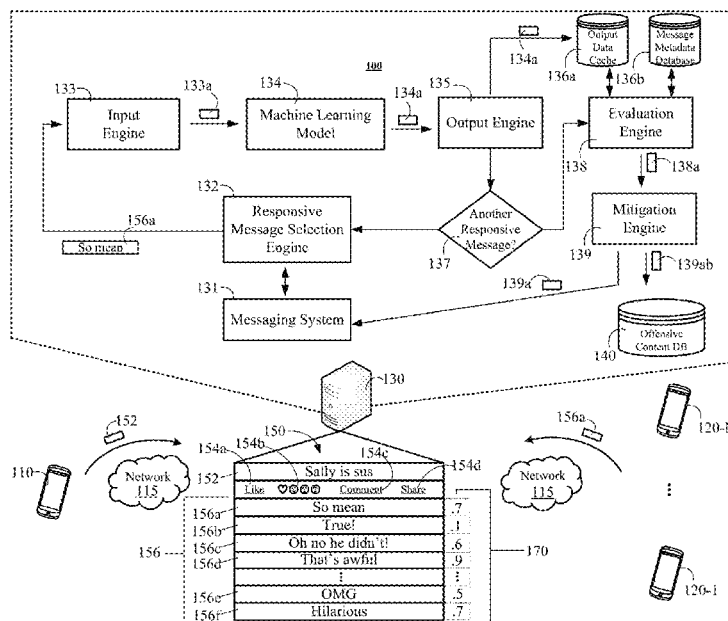 134a
136a
Output
Data
Cache
Message
Metadata
Database
136b
100
133
133a
134
134a
135
Input
Engine
Machine Learning
Model
Output Engine
Evaluation
Engine
138
138a
132
156a
So mean
Responsive
Message Selection
Engine
Another
Responsive
Message?
137
Mitigation
Engine
139
139a
139ab
131
Messaging System
Offensive
Content DB
140
130
152
150
156a
120-
110
154a
154b
154c
154d
Network
115
152
Sally is sus
Network
115
Like
Comment
Share
156a
So mean
.7
156b
True!
.1
156
156c
Oh no he didn't!
.6
170
156d
That's awful
.9
156e
OMG
.5
120-1
156f
Hilarious
.7